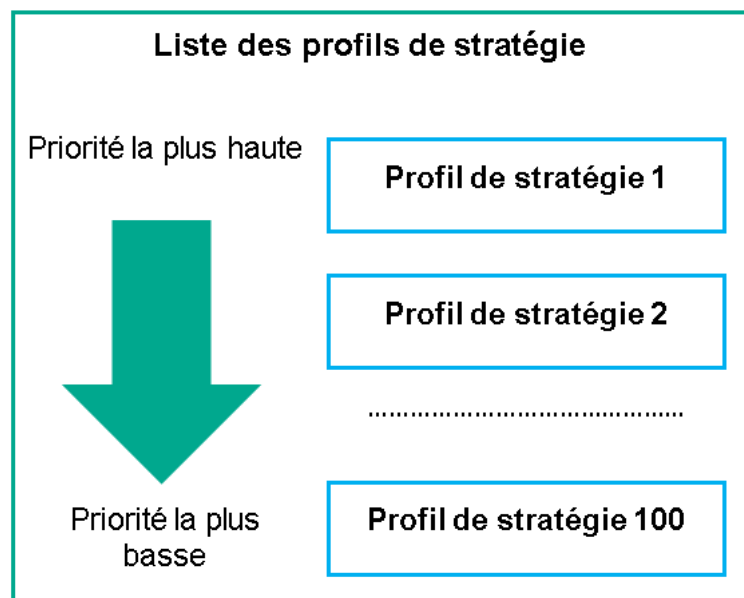 Liste des profils de stratégie
Priorité la plus haute
Profil de stratégie 1
Profil de stratégie 2
................................................
Profil de stratégie 100
Priorité la plus
basse